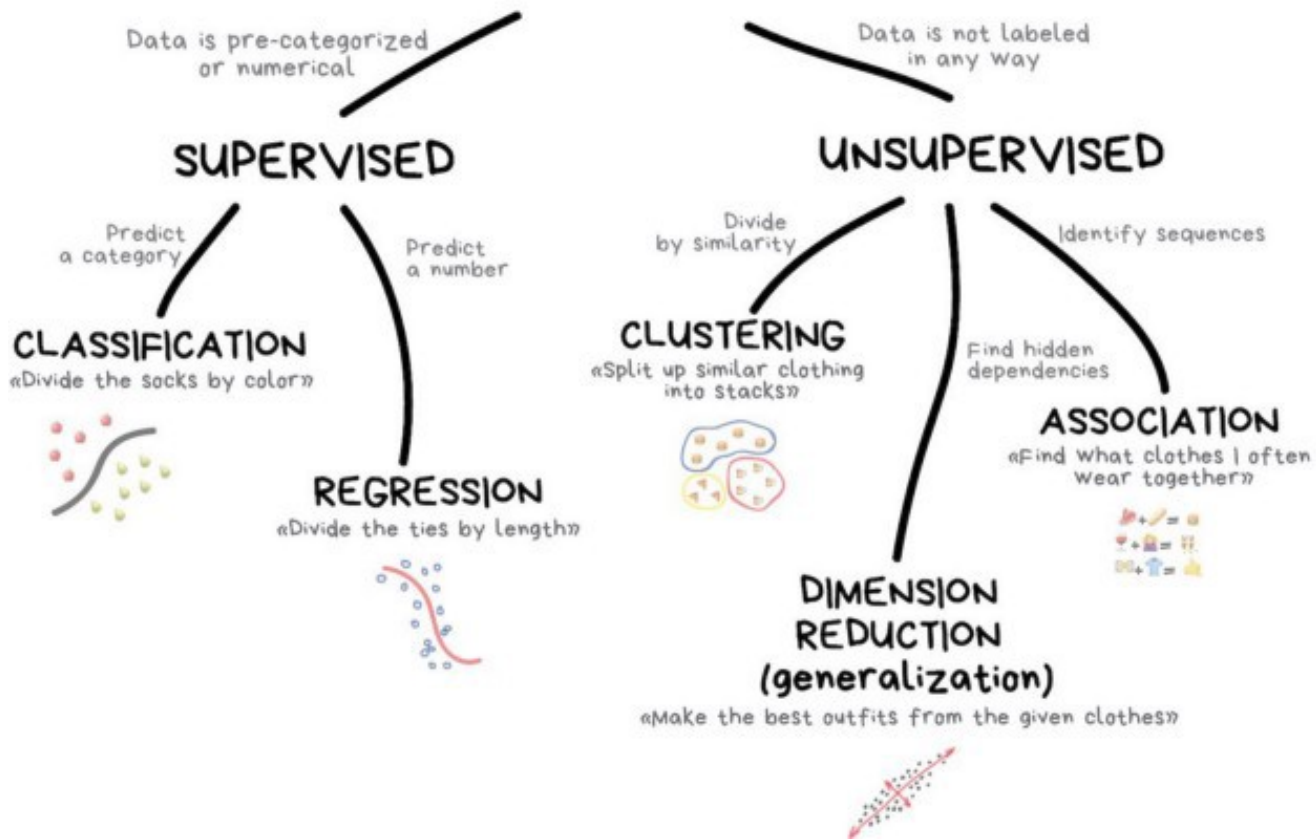 Data is pre-categorized
or numerical
SUPERVISED
Predict
a category
CLASSIFICATION
«Divide the socks by color»
Predict
a number
REGRESSION
«Divide the ties by length»
Data is not labeled
in any way
UNSUPERVISED
Divide
by similarity
CLUSTERING
«Split up similar clothing
into stacks»
Find hidden
dependencies
DIMENSION
REDUCTION
(generalization)
«Make the best outfits from the given clothes»
Identify sequences
ASSOCIATION
«Find what clothes I often
wear together»
+ =
+ =
+ =